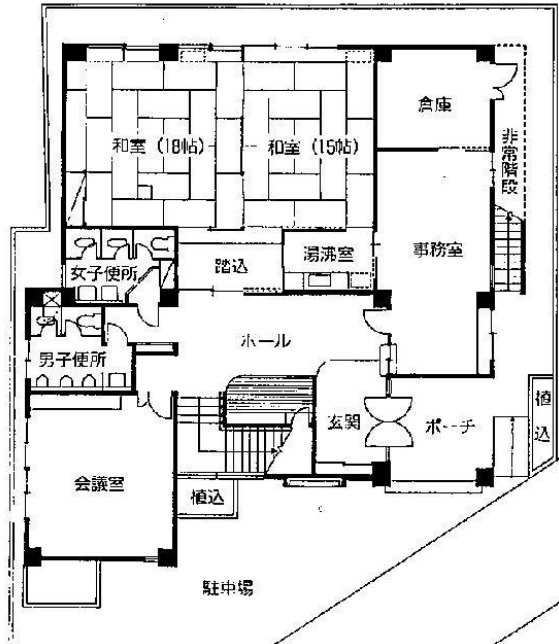 倉庫
和室（18帖）
和室（15帖）
非常階段
湯沸室
事務室
踏込
女子便所
ホール
男子便所
玄関
ポーチ
植込
会議室
植込
駐車場